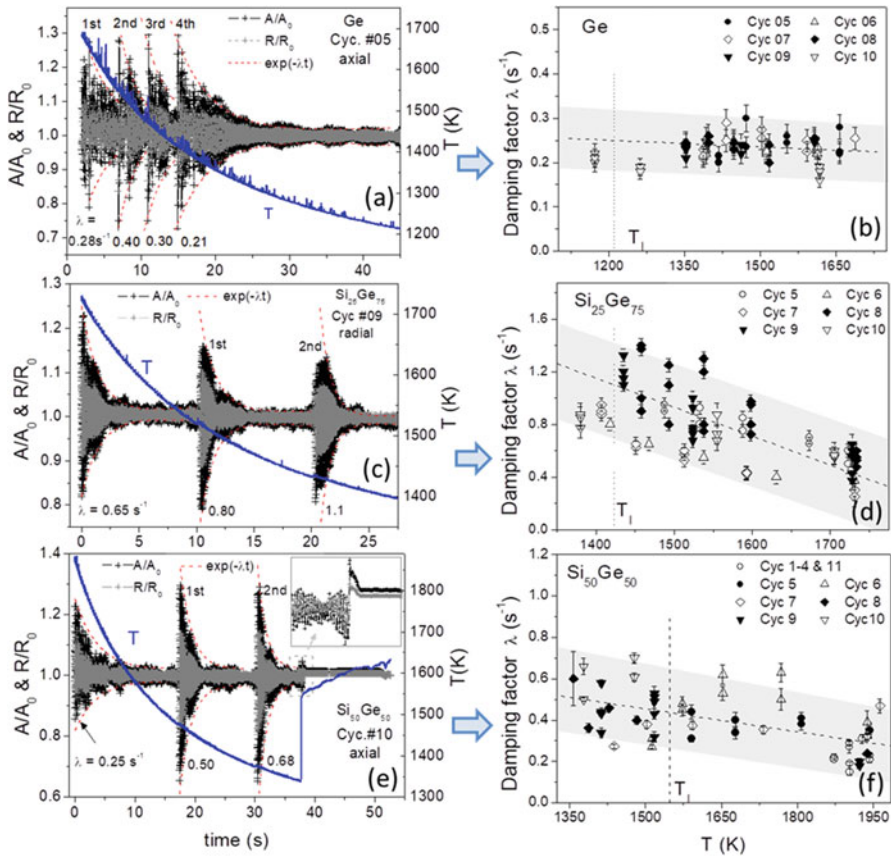 A/A₀ & R/R₀
1.3
1.2
1.1
1.0
0.9
0.8
0.7
1st 2nd 3rd 4th
A/A₀
R/R₀
exp(-λt)
Ge
Cyc. #05
axial
T
(a)
λ =
0.28s⁻¹ 0.40 0.30 0.21
0 10 20 30 40
1700
1600
1500
1400
1300
1200
T (K)
Damping factor λ (s⁻¹)
0.5
0.4
0.3
0.2
0.1
0.0
Ge
Cyc 05 Cyc 06
Cyc 07 Cyc 08
Cyc 09 Cyc 10
Tₗ
(b)
1200 1350 1500 1650
A/A₀ & R/R₀
1.3
1.2
1.1
1.0
0.9
0.8
A/A₀ exp(-λt)
R/R₀
Si₂₅Ge₇₅
Cyc #09
radial
T
1st
2nd
λ = 0.65 s⁻¹ 0.80 1.1
(c)
0 5 10 15 20 25
1700
1600
1500
1400
T (K)
Damping factor λ (s⁻¹)
1.6
1.2
0.8
0.4
0.0
Si₂₅Ge₇₅
Cyc 5 Cyc 6
Cyc 7 Cyc 8
Cyc 9 Cyc 10
Tₗ
(d)
1400 1500 1600 1700
A/A₀ & R/R₀
1.4
1.2
1.0
0.8
0.6
A/A₀ exp(-λt)
R/R₀
1st
2nd
T
Si₅₀Ge₅₀
Cyc.#10
axial
λ = 0.25 s⁻¹ 0.50 0.68
(e)
0 10 20 30 40 50
time (s)
1800
1700
1600
1500
1400
1300
T(K)
Damping factor λ (s⁻¹)
1.2
1.0
0.8
0.6
0.4
0.2
0.0
Si₅₀Ge₅₀
Cyc 1-4 & 11
Cyc 5 Cyc 6
Cyc 7 Cyc 8
Cyc 9 Cyc10
Tₗ
(f)
1350 1500 1650 1800 1950
T (K)